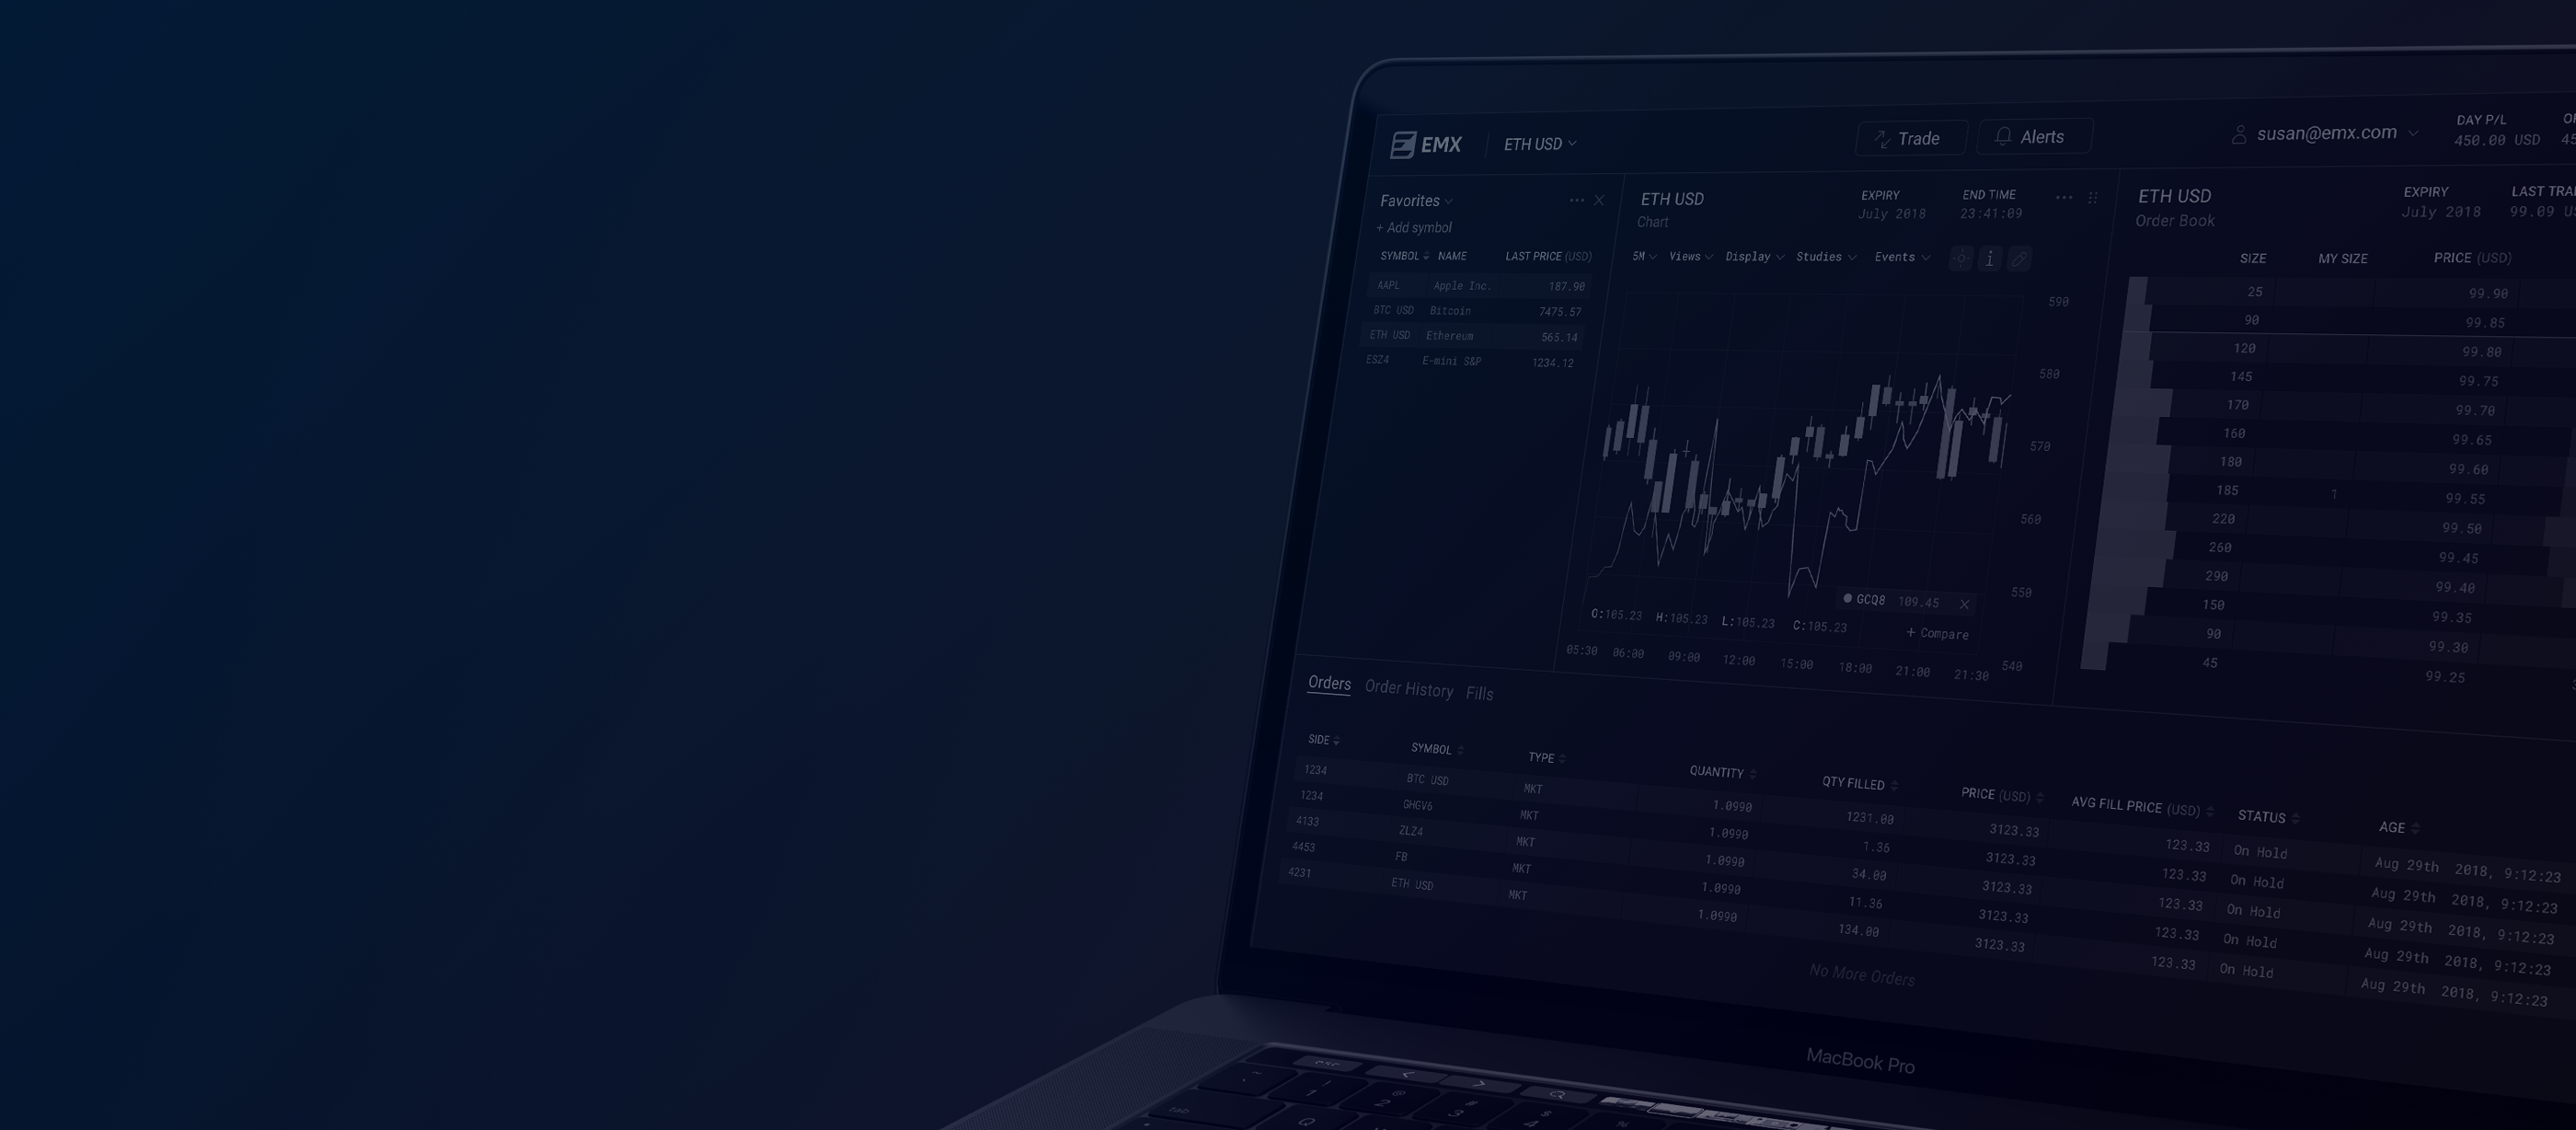 EMX
ETH USD
Trade
Alerts
susan@emx.com
DAY P/L
450.00 USD
Favorites
+ Add symbol
SYMBOL NAME LAST PRICE (USD)
AAPL Apple Inc. 187.90
BTC USD Bitcoin 7475.57
ETH USD Ethereum 565.14
ESZ4 E-mini S&P 1234.12
ETH USD
Chart
EXPIRY
July 2018
END TIME
23:41:09
5M Views Display Studies Events i
590
580
570
560
550
540
GCQ8 109.45
O:105.23 H:105.23 L:105.23 C:105.23
+ Compare
05:30 06:00 09:00 12:00 15:00 18:00 21:00 21:30
ETH USD
Order Book
EXPIRY
July 2018
LAST
99.09
SIZE MY SIZE PRICE (USD)
25 99.90
90 99.85
120 99.80
145 99.75
170 99.70
160 99.65
180 99.60
185 1 99.55
220 99.50
260 99.45
290 99.40
150 99.35
90 99.30
45 99.25
Orders Order History Fills
SIDE SYMBOL TYPE QUANTITY QTY FILLED PRICE (USD) AVG FILL PRICE (USD) STATUS AGE
1234 BTC USD MKT 1.0990 1231.00 3123.33 123.33 On Hold Aug 29th 2018, 9:12:23
1234 GHGV6 MKT 1.0990 1.36 3123.33 123.33 On Hold Aug 29th 2018, 9:12:23
4133 ZLZ4 MKT 1.0990 34.00 3123.33 123.33 On Hold Aug 29th 2018, 9:12:23
4453 FB MKT 1.0990 11.36 3123.33 123.33 On Hold Aug 29th 2018, 9:12:23
4231 ETH USD MKT 1.0990 134.00 3123.33 123.33 On Hold Aug 29th 2018, 9:12:23
No More Orders
MacBook Pro
esc
1 2 3 4
tab Q